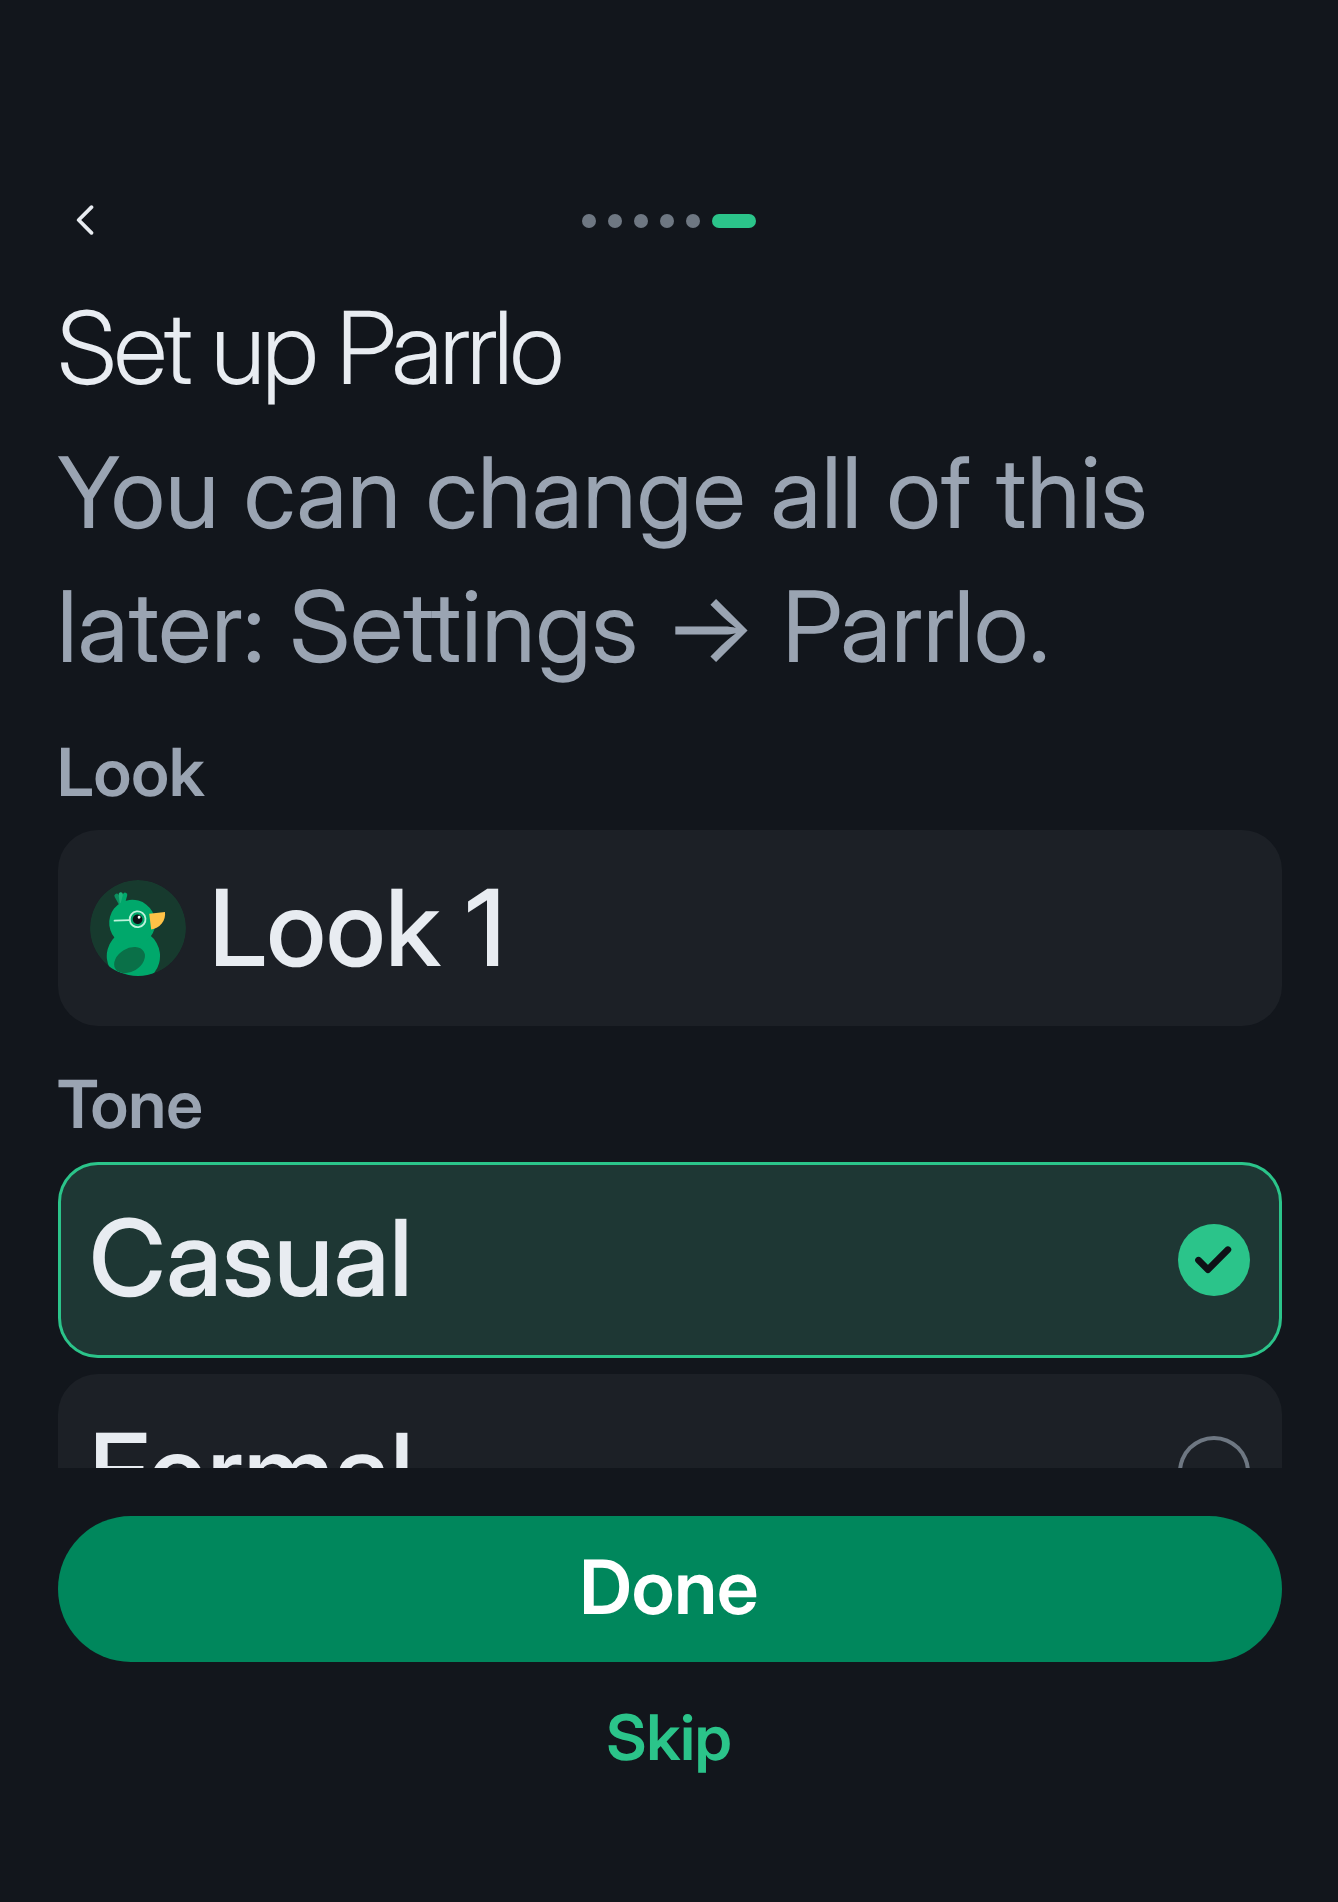 Set up Parrlo
You can change all of this
later: Settings → Parrlo.
Look
Look 1
Tone
Casual
Formal
Done
Skip